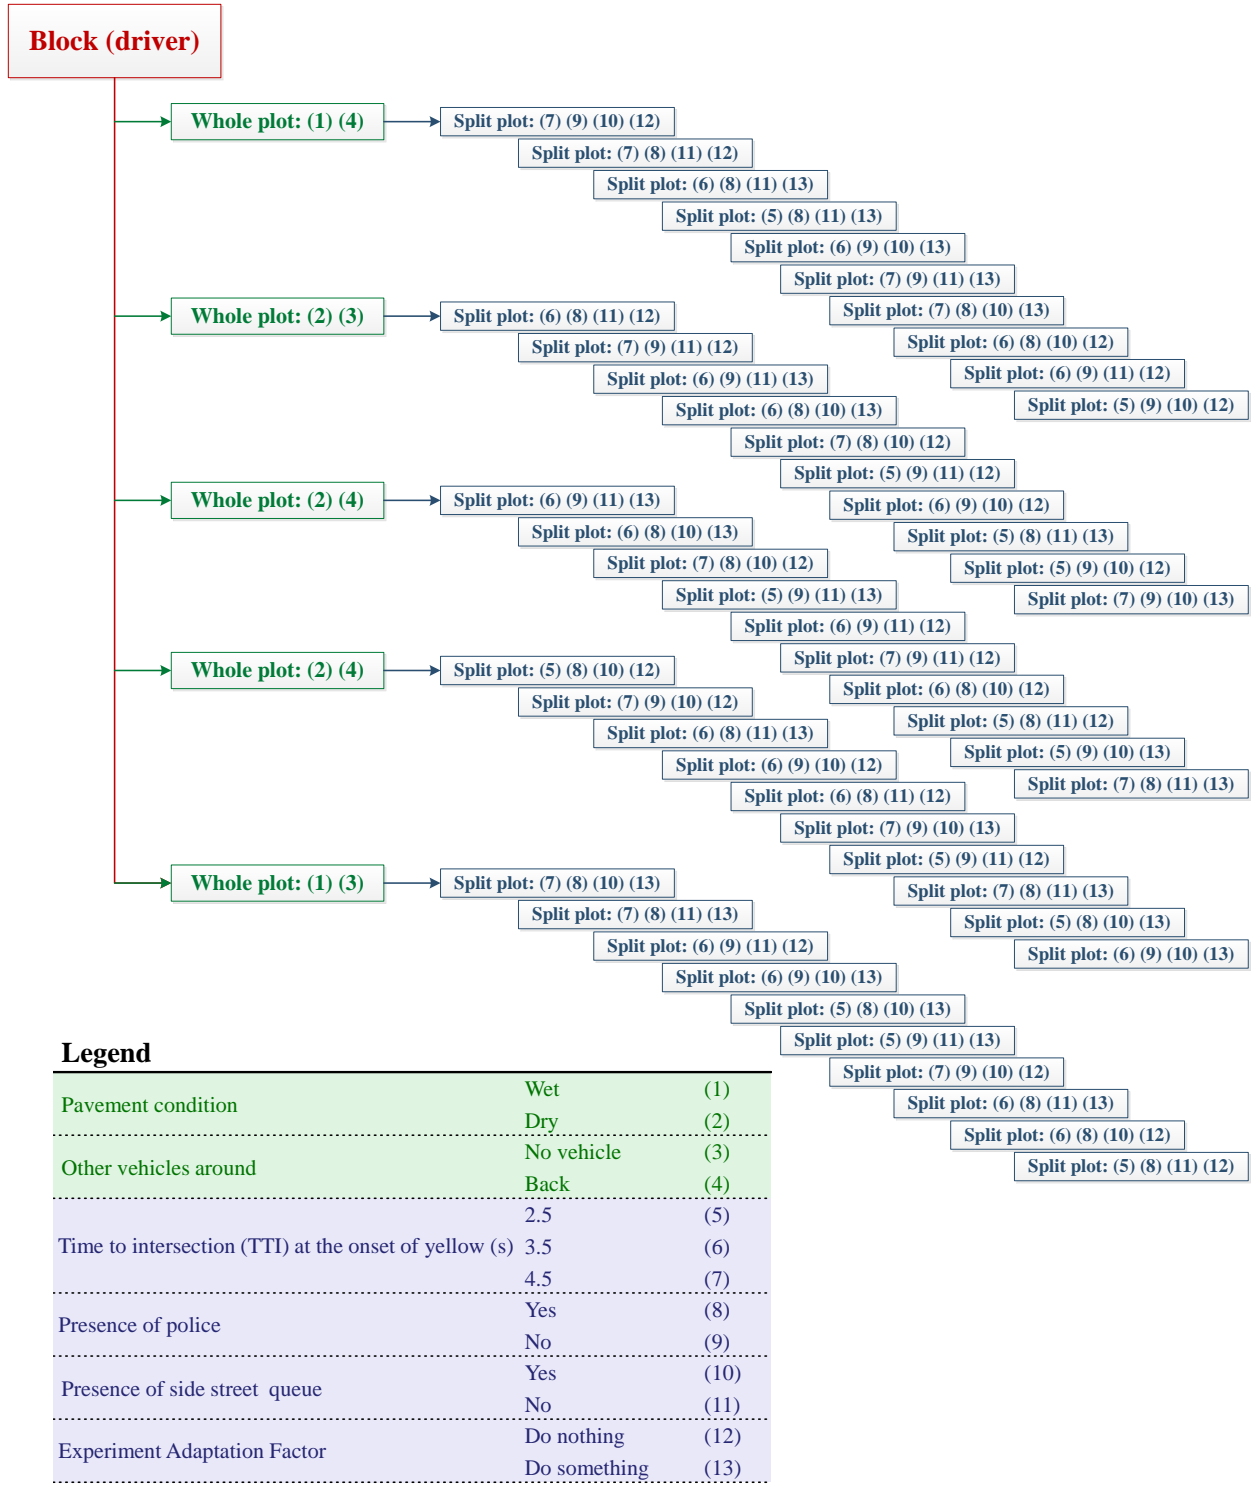 Block (driver)
Whole plot: (1) (4)
Split plot: (7) (9) (10) (12)
Split plot: (7) (8) (11) (12)
Split plot: (6) (8) (11) (13)
Split plot: (5) (8) (11) (13)
Split plot: (6) (9) (10) (13)
Split plot: (7) (9) (11) (13)
Split plot: (7) (8) (10) (13)
Split plot: (6) (8) (10) (12)
Split plot: (6) (9) (11) (12)
Split plot: (5) (9) (10) (12)
Whole plot: (2) (3)
Split plot: (6) (8) (11) (12)
Split plot: (7) (9) (11) (12)
Split plot: (6) (9) (11) (13)
Split plot: (6) (8) (10) (13)
Split plot: (7) (8) (10) (12)
Split plot: (5) (9) (11) (12)
Split plot: (6) (9) (10) (12)
Split plot: (5) (8) (11) (13)
Split plot: (5) (9) (10) (12)
Split plot: (7) (9) (10) (13)
Whole plot: (2) (4)
Split plot: (6) (9) (11) (13)
Split plot: (6) (8) (10) (13)
Split plot: (7) (8) (10) (12)
Split plot: (5) (9) (11) (13)
Split plot: (6) (9) (11) (12)
Split plot: (7) (9) (11) (12)
Split plot: (6) (8) (10) (12)
Split plot: (5) (8) (11) (12)
Split plot: (5) (9) (10) (13)
Split plot: (7) (8) (11) (13)
Whole plot: (2) (4)
Split plot: (5) (8) (10) (12)
Split plot: (7) (9) (10) (12)
Split plot: (6) (8) (11) (13)
Split plot: (6) (9) (10) (12)
Split plot: (6) (8) (11) (12)
Split plot: (7) (9) (10) (13)
Split plot: (5) (9) (11) (12)
Split plot: (7) (8) (11) (13)
Split plot: (5) (8) (10) (13)
Split plot: (6) (9) (10) (13)
Whole plot: (1) (3)
Split plot: (7) (8) (10) (13)
Split plot: (7) (8) (11) (13)
Split plot: (6) (9) (11) (12)
Split plot: (6) (9) (10) (13)
Split plot: (5) (8) (10) (13)
Split plot: (5) (9) (11) (13)
Split plot: (7) (9) (10) (12)
Split plot: (6) (8) (11) (13)
Split plot: (6) (8) (10) (12)
Split plot: (5) (8) (11) (12)
Legend
Pavement condition
Wet (1)
Dry (2)
Other vehicles around
No vehicle (3)
Back (4)
Time to intersection (TTI) at the onset of yellow (s)
2.5 (5)
3.5 (6)
4.5 (7)
Presence of police
Yes (8)
No (9)
Presence of side street queue
Yes (10)
No (11)
Experiment Adaptation Factor
Do nothing (12)
Do something (13)